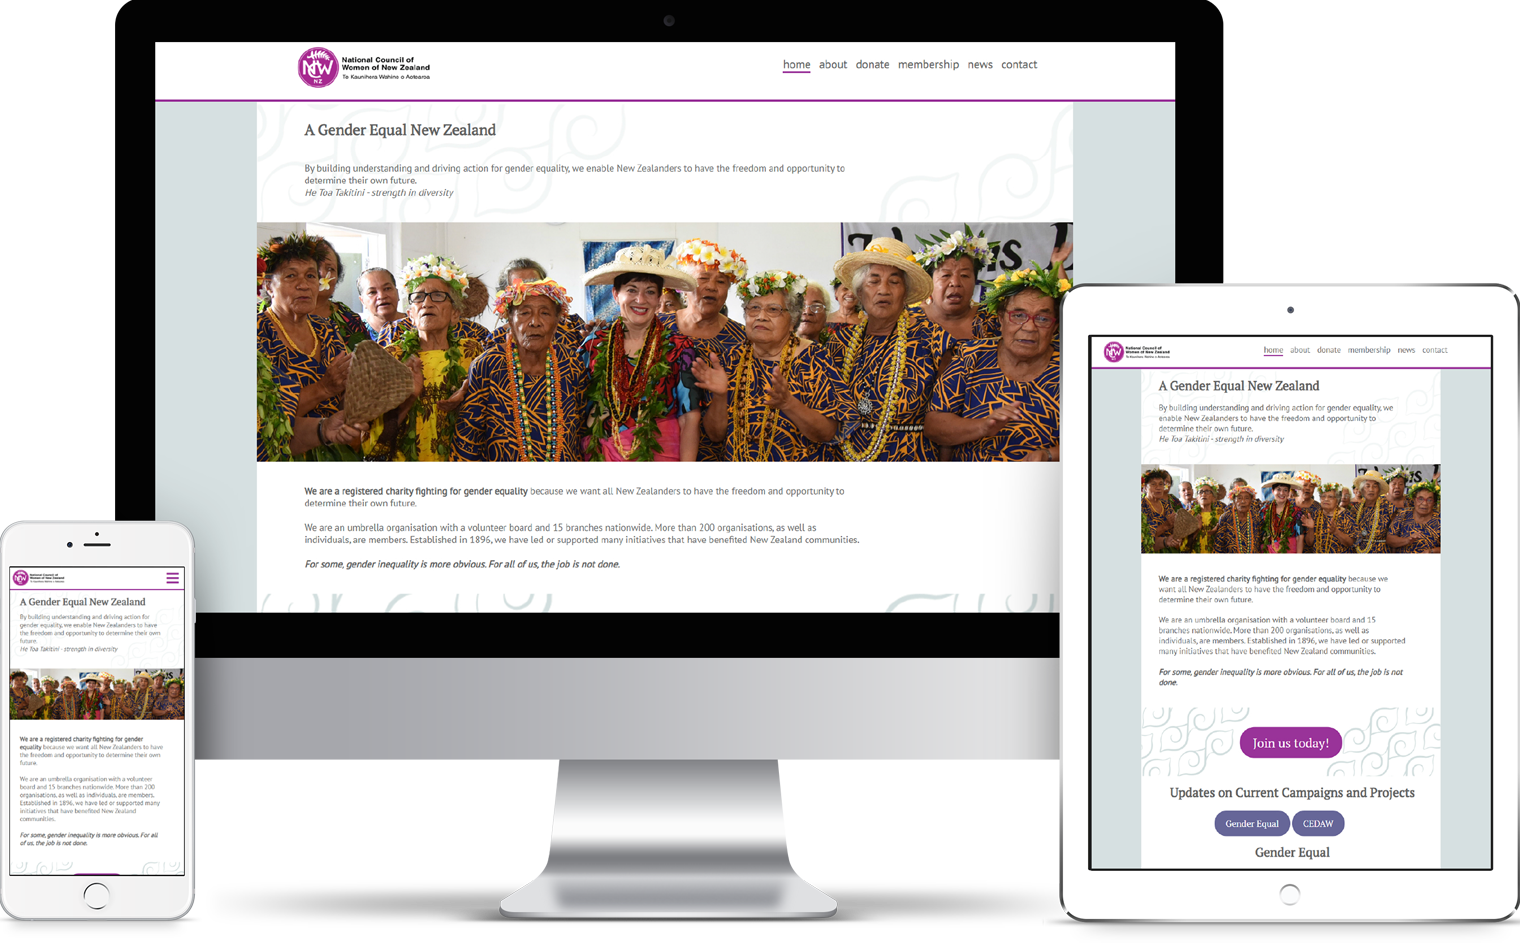 National Council of
Women of New Zealand
Te Kaunihera Wahine o Aotearoa
NCW
NZ
home about donate membership news contact
A Gender Equal New Zealand
By building understanding and driving action for gender equality, we enable New Zealanders to have the freedom and opportunity to
determine their own future.
He Toa Takitini - strength in diversity
We are a registered charity fighting for gender equality because we want all New Zealanders to have the freedom and opportunity to
determine their own future.
We are an umbrella organisation with a volunteer board and 15 branches nationwide. More than 200 organisations, as well as
individuals, are members. Established in 1896, we have led or supported many initiatives that have benefited New Zealand communities.
For some, gender inequality is more obvious. For all of us, the job is not done.
National Council of
Women of New Zealand
Te Kaunihera Wahine o Aotearoa
NCW
A Gender Equal New Zealand
By building understanding and driving action for
gender equality, we enable New Zealanders to have
the freedom and opportunity to determine their own
future.
He Toa Takitini - strength in diversity
We are a registered charity fighting for gender
equality because we want all New Zealanders to have
the freedom and opportunity to determine their own
future.
We are an umbrella organisation with a volunteer
board and 15 branches nationwide. More than 200
organisations, as well as individuals, are members.
Established in 1896, we have led or supported many
initiatives that have benefited New Zealand
communities.
For some, gender inequality is more obvious. For all
of us, the job is not done.
National Council of
Women of New Zealand
Te Kaunihera Wahine o Aotearoa
NCW
home about donate membership news contact
A Gender Equal New Zealand
By building understanding and driving action for gender equality, we
enable New Zealanders to have the freedom and opportunity to
determine their own future.
He Toa Takitini - strength in diversity
We are a registered charity fighting for gender equality because we
want all New Zealanders to have the freedom and opportunity to
determine their own future.
We are an umbrella organisation with a volunteer board and 15
branches nationwide. More than 200 organisations, as well as
individuals, are members. Established in 1896, we have led or supported
many initiatives that have benefited New Zealand communities.
For some, gender inequality is more obvious. For all of us, the job is not
done.
Join us today!
Updates on Current Campaigns and Projects
Gender Equal CEDAW
Gender Equal